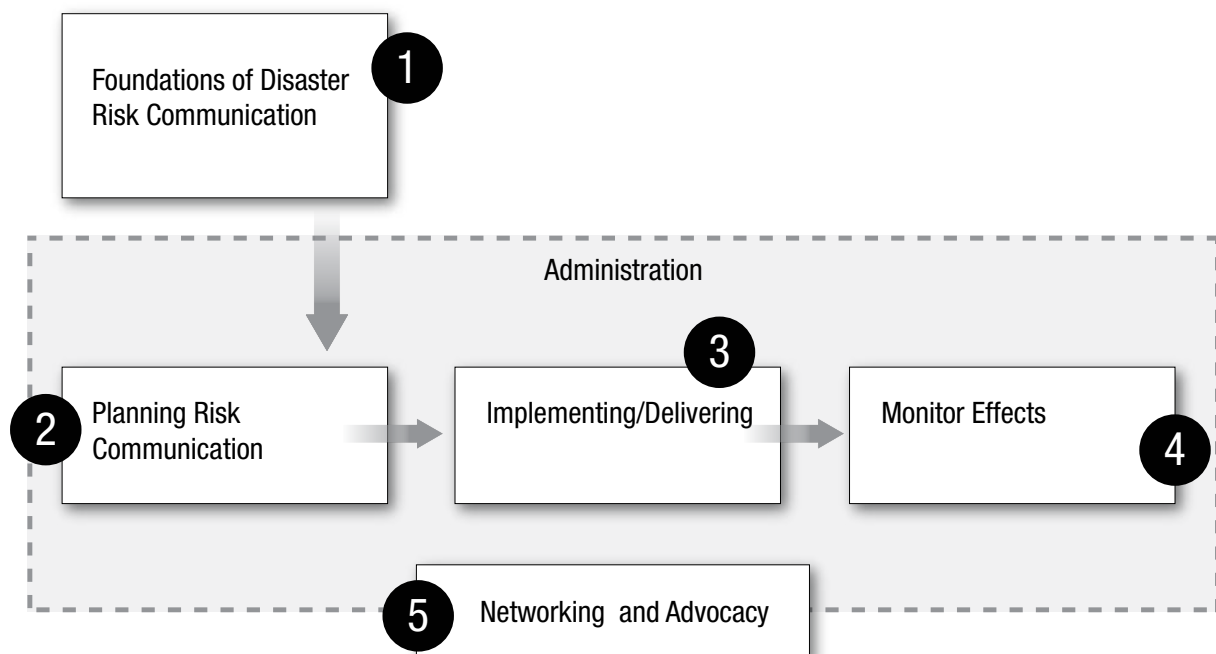 1
Foundations of Disaster
Risk Communication
Administration
2
Planning Risk
Communication
3
Implementing/Delivering
4
Monitor Effects
5
Networking and Advocacy